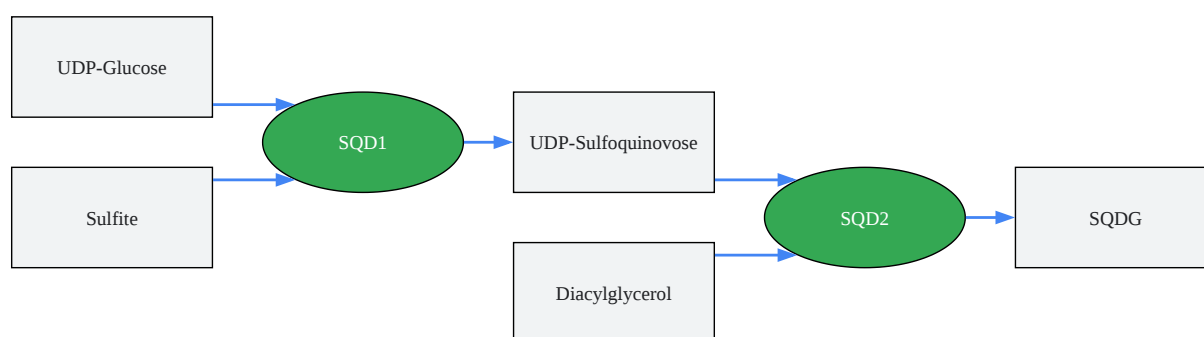 UDP-Glucose
SQD1
UDP-Sulfoquinovose
Sulfite
SQD2
SQDG
Diacylglycerol